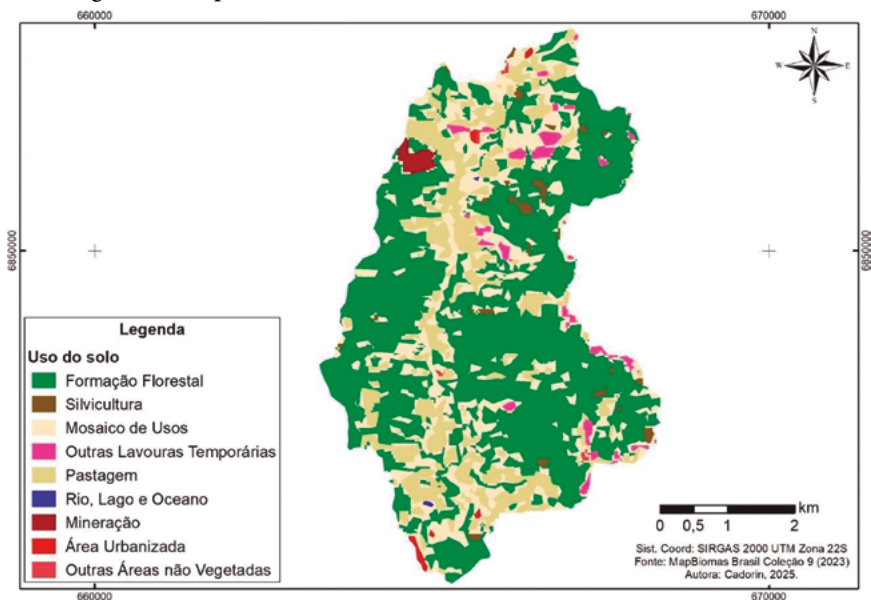 660000
670000
N
W
E
S
6850000
6850000
Legenda
Uso do solo
Formação Florestal
Silvicultura
Mosaico de Usos
Outras Lavouras Temporárias
Pastagem
Rio, Lago e Oceano
Mineração
Área Urbanizada
Outras Áreas não Vegetadas
km
0 0,5 1 2
Sist. Coord: SIRGAS 2000 UTM Zona 22S
Fonte: MapBiomas Brasil Coleção 9 (2023)
Autora: Cadorin, 2025.
660000
670000